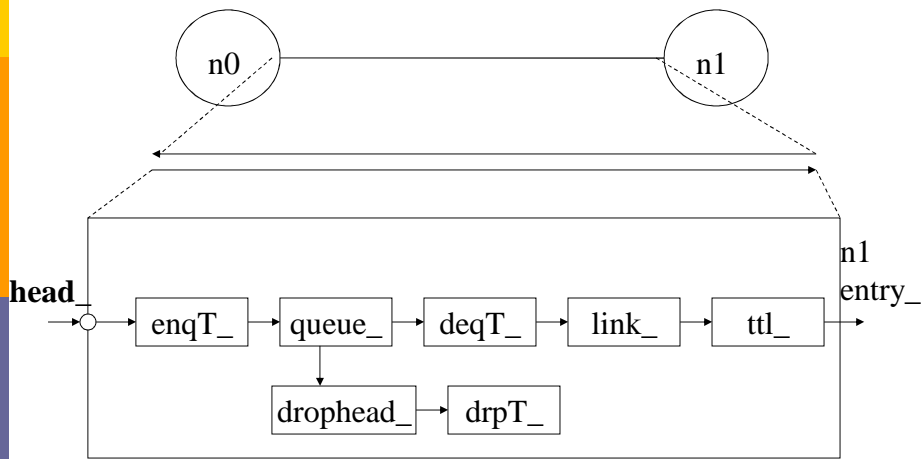 n0
n1
n1
head_
entry_
enqT_
queue_
deqT_
link_
ttl_
drophead_
drpT_